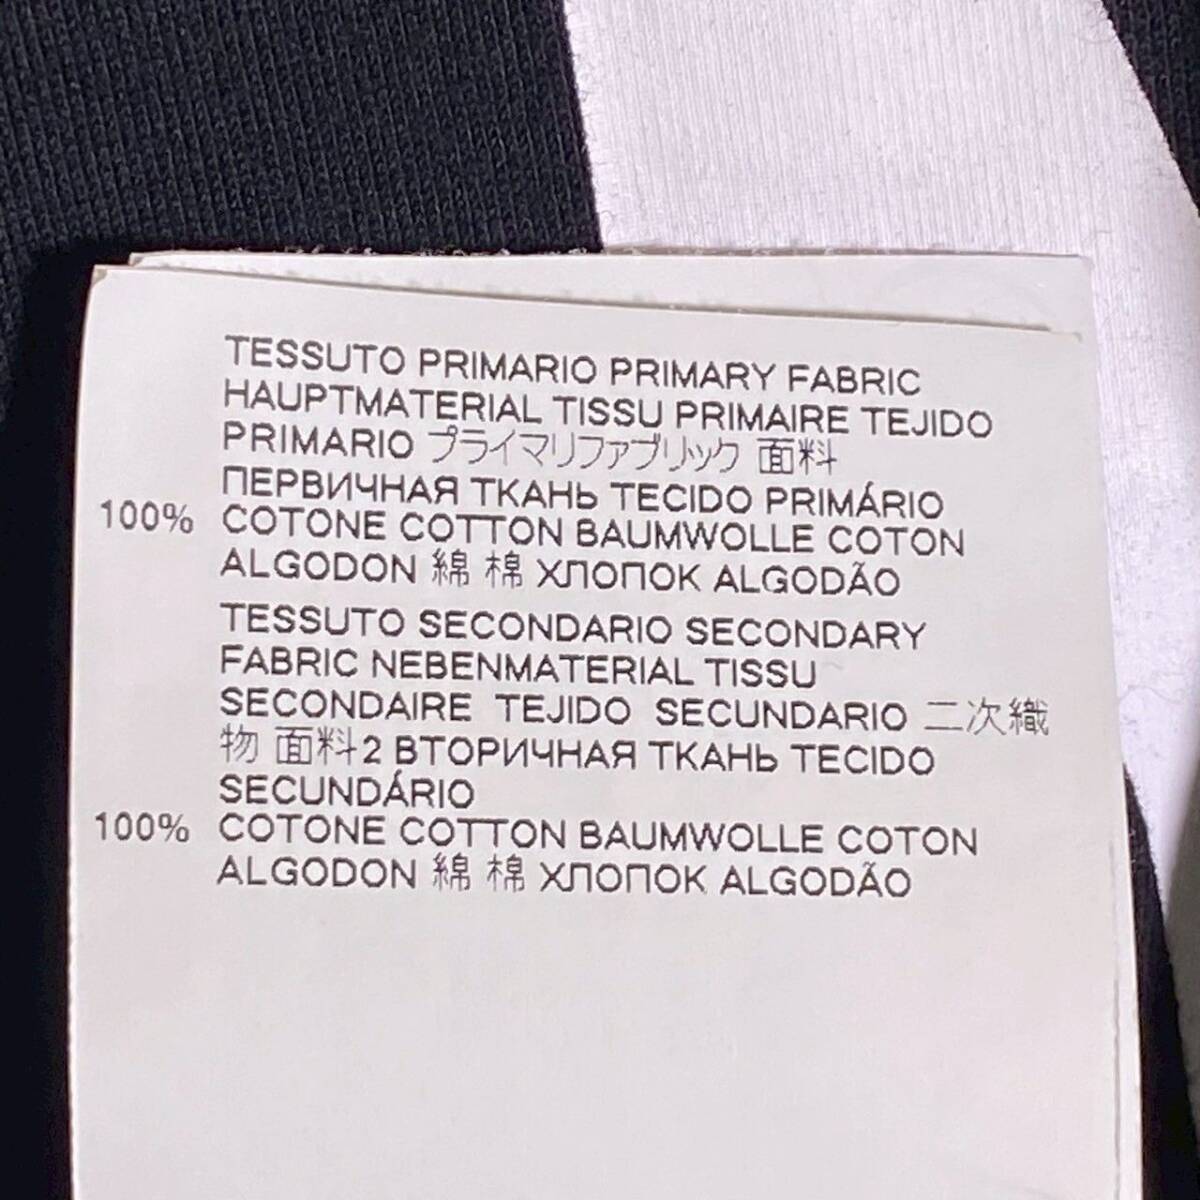 TESSUTO PRIMARIO PRIMARY FABRIC
HAUPTMATERIAL TISSU PRIMAIRE TEJIDO
PRIMARIO プライマリファブリック 面料
ПЕРВИЧНАЯ ТКАНЬ TECIDO PRIMÁRIO
100% COTONE COTTON BAUMWOLLE COTON
ALGODON 綿 棉 ХЛОПОК ALGODÃO
TESSUTO SECONDARIO SECONDARY
FABRIC NEBENMATERIAL TISSU
SECONDAIRE TEJIDO SECUNDARIO 二次織
物 面料2 ВТОРИЧНАЯ ТКАНЬ TECIDO
SECUNDÁRIO
100% COTONE COTTON BAUMWOLLE COTON
ALGODON 綿 棉 ХЛОПОК ALGODÃO